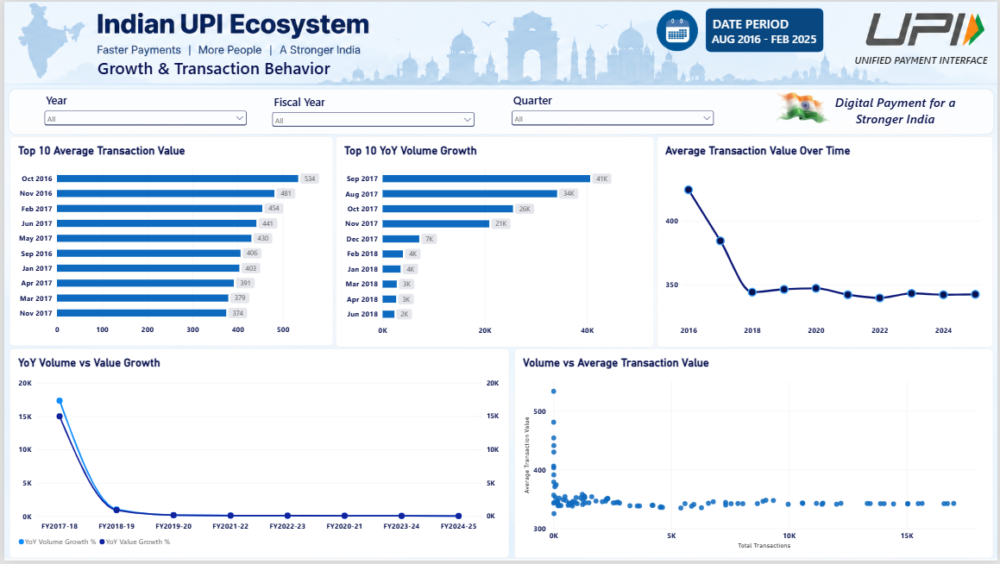 Indian UPI Ecosystem
Faster Payments | More People | A Stronger India
Growth & Transaction Behavior
DATE PERIOD
AUG 2016 - FEB 2025
UPI
UNIFIED PAYMENT INTERFACE
Year
All
Fiscal Year
All
Quarter
All
Digital Payment for a
Stronger India
Top 10 Average Transaction Value
Oct 2016 534
Nov 2016 481
Feb 2017 454
Jun 2017 441
May 2017 430
Sep 2016 406
Jan 2017 403
Apr 2017 391
Mar 2017 379
Nov 2017 374
0 100 200 300 400 500
Top 10 YoY Volume Growth
Sep 2017 41K
Aug 2017 34K
Oct 2017 26K
Nov 2017 21K
Dec 2017 7K
Feb 2018 4K
Jan 2018 4K
Mar 2018 3K
Apr 2018 3K
Jun 2018 2K
0K 20K 40K
Average Transaction Value Over Time
400
350
2016 2018 2020 2022 2024
YoY Volume vs Value Growth
20K 20K
15K 15K
10K 10K
5K 5K
0K 0K
FY2017-18 FY2018-19 FY2019-20 FY2021-22 FY2022-23 FY2020-21 FY2023-24 FY2024-25
YoY Volume Growth % YoY Value Growth %
Volume vs Average Transaction Value
Average Transaction Value
500
400
300
0K 5K 10K 15K
Total Transactions